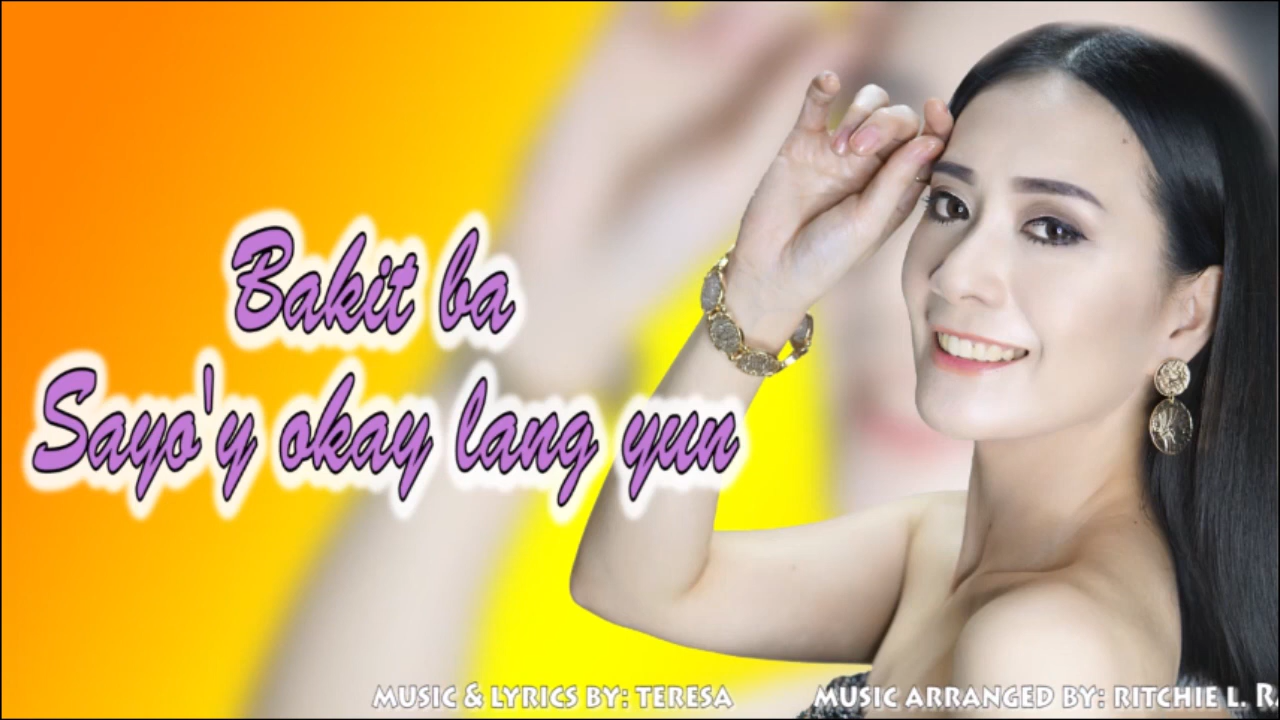 Bakit ba
Sayo'y okay lang yun
MUSIC & LYRICS BY: TERESA MUSIC ARRANGED BY: RITCHIE L.